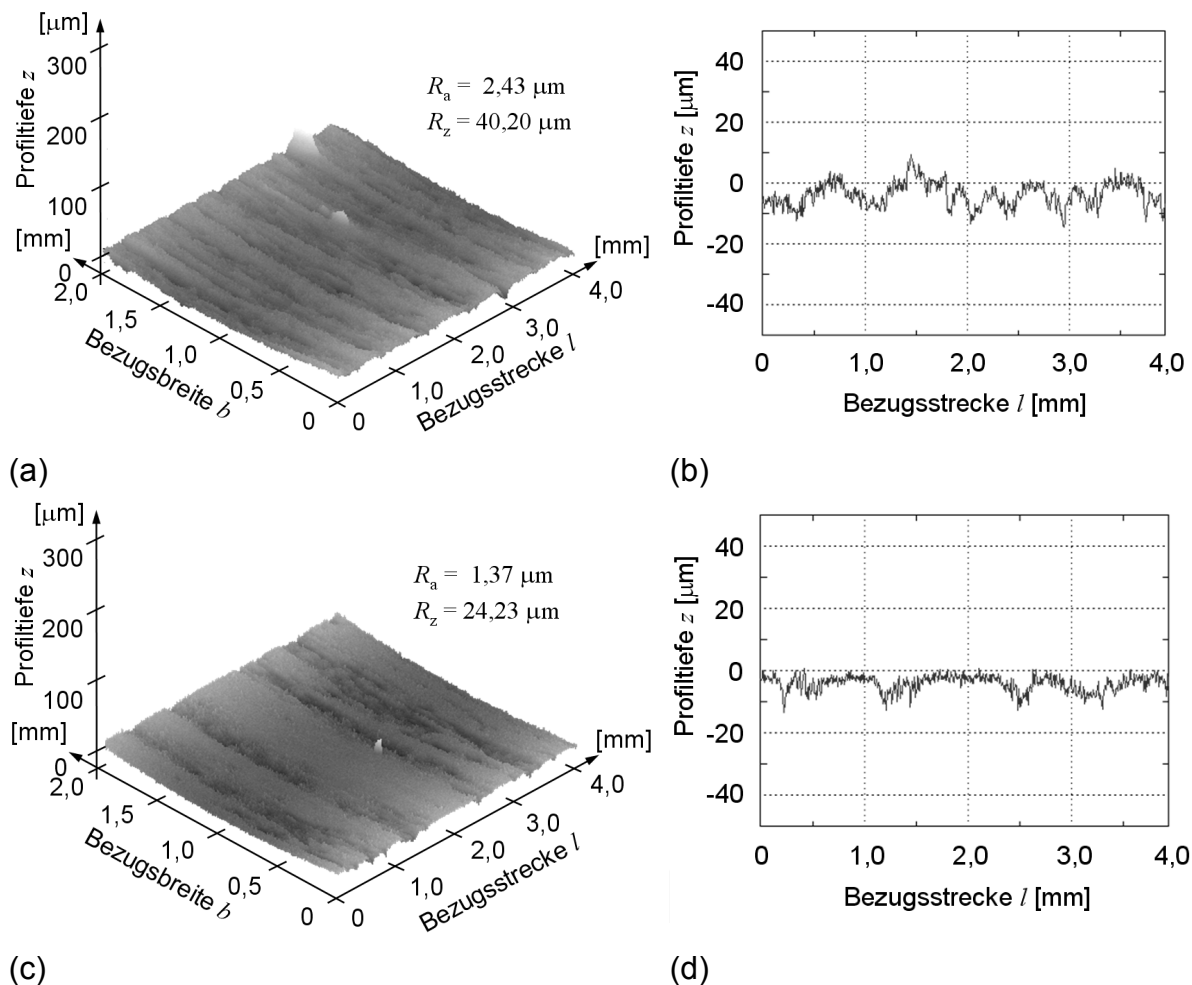 [μm]
300
200
100
0
Profiltiefe z
[mm]
2,0
1,5
1,0
0,5
0
Bezugsbreite b
0
1,0
2,0
3,0
4,0
[mm]
Bezugsstrecke l
Ra = 2,43 μm
Rz = 40,20 μm
(a)
40
20
0
-20
-40
Profiltiefe z [μm]
0
1,0
2,0
3,0
4,0
Bezugsstrecke l [mm]
(b)
[μm]
300
200
100
0
Profiltiefe z
[mm]
2,0
1,5
1,0
0,5
0
Bezugsbreite b
0
1,0
2,0
3,0
4,0
[mm]
Bezugsstrecke l
Ra = 1,37 μm
Rz = 24,23 μm
(c)
40
20
0
-20
-40
Profiltiefe z [μm]
0
1,0
2,0
3,0
4,0
Bezugsstrecke l [mm]
(d)